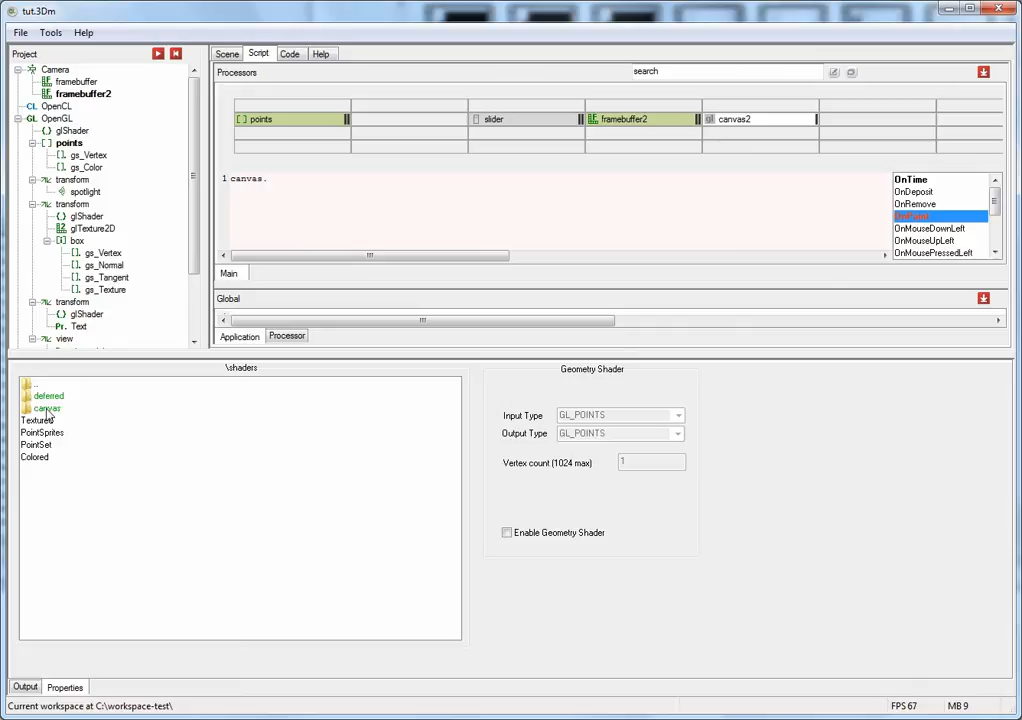 tut.3Dm
File Tools Help
Project
Camera
framebuffer
framebuffer2
CL OpenCL
GL OpenGL
{} glShader
[ ] points
[]. gs_Vertex
[]. gs_Color
transform
spotlight
transform
{} glShader
glTexture2D
box
[]. gs_Vertex
[]. gs_Normal
[]. gs_Tangent
[]. gs_Texture
transform
{} glShader
Pr. Text
view
Scene Script Code Help
Processors search
[ ] points slider framebuffer2 gl canvas2
1 canvas.
OnTime
OnDeposit
OnRemove
OnMouseDownLeft
OnMouseUpLeft
OnMousePressedLeft
Main
Global
Application Processor
\shaders
..
deferred
canvas
Textured
PointSprites
PointSet
Colored
Geometry Shader
Input Type GL_POINTS
Output Type GL_POINTS
Vertex count (1024 max) 1
Enable Geometry Shader
Output Properties
Current workspace at C:\workspace-test\ FPS 67 MB 9